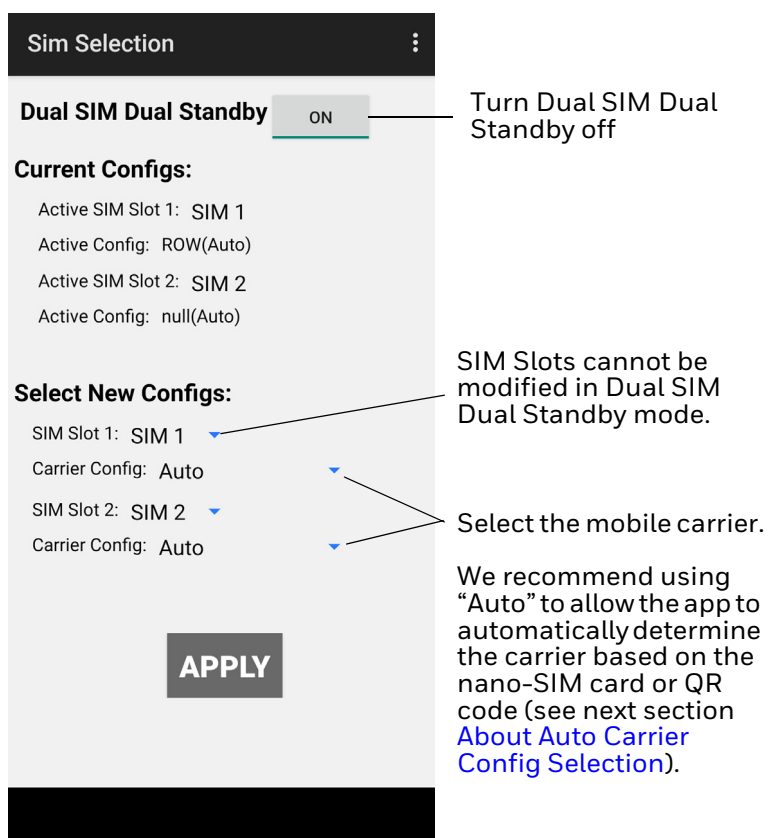 Sim Selection
Dual SIM Dual Standby ON
Turn Dual SIM Dual
Standby off
Current Configs:
Active SIM Slot 1: SIM 1
Active Config: ROW(Auto)
Active SIM Slot 2: SIM 2
Active Config: null(Auto)
SIM Slots cannot be
modified in Dual SIM
Dual Standby mode.
Select New Configs:
SIM Slot 1: SIM 1
Carrier Config: Auto
SIM Slot 2: SIM 2
Carrier Config: Auto
Select the mobile carrier.
We recommend using
“Auto” to allow the app to
automatically determine
the carrier based on the
nano-SIM card or QR
code (see next section
About Auto Carrier
Config Selection).
APPLY